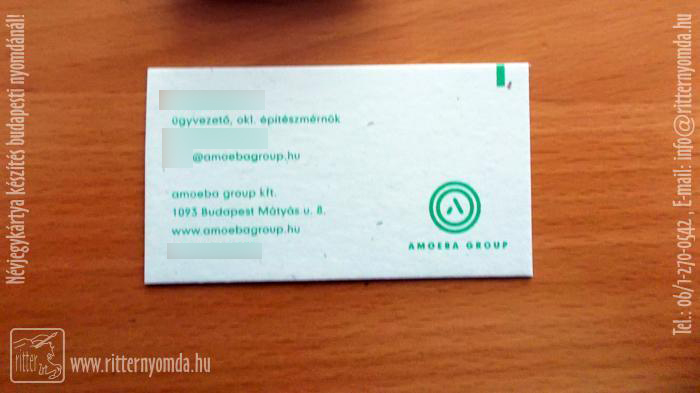 ügyvezető, okl. építészmérnök
@amoebagroup.hu
amoeba group kft.
1093 Budapest Mátyás u. 8.
www.amoebagroup.hu
AMOEBA GROUP
Névjegykártya készítés budapesti nyomdánál!
Tel.: 06/1-270-0542 E-mail: info@ritternyomda.hu
ritter
www.ritternyomda.hu